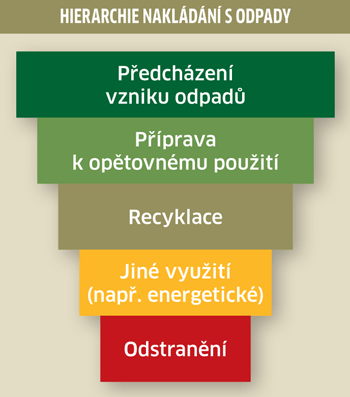 HIERARCHIE NAKLÁDÁNÍ S ODPADY
Předcházení
vzniku odpadů
Příprava
k opětovnému použití
Recyklace
Jiné využití
(např. energetické)
Odstranění